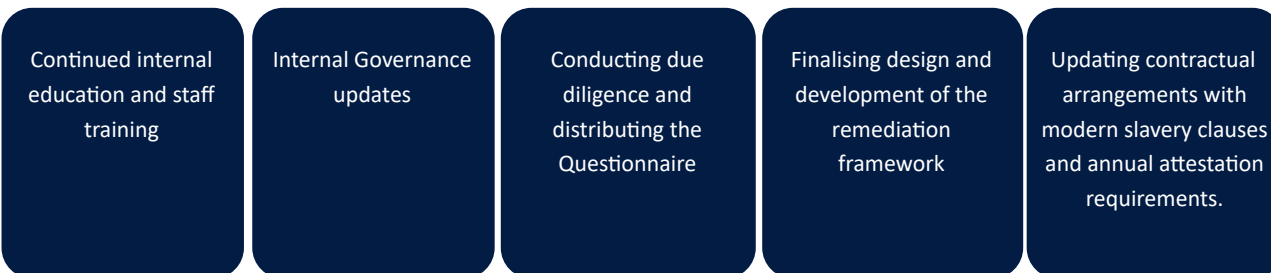 Continued internal
education and staff
training
Internal Governance
updates
Conducting due
diligence and
distributing the
Questionnaire
Finalising design and
development of the
remediation
framework
Updating contractual
arrangements with
modern slavery clauses
and annual attestation
requirements.